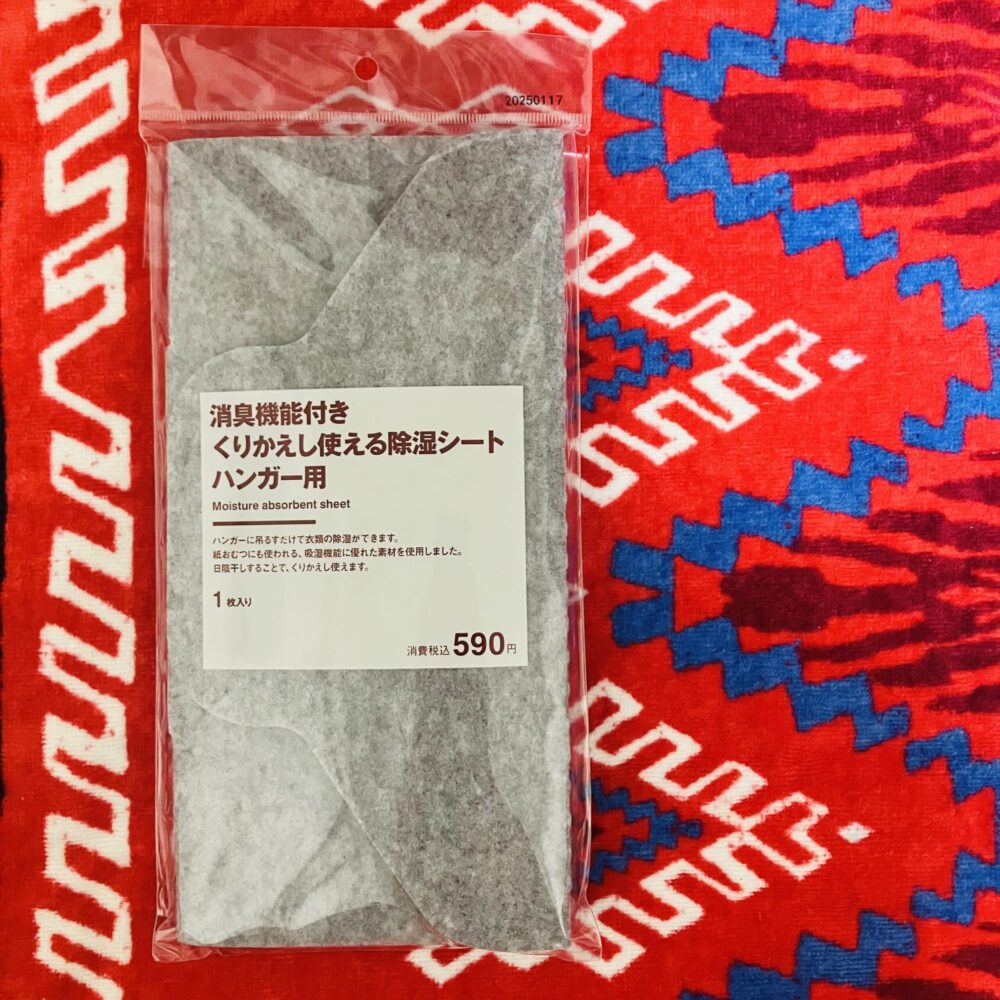 20250117
消臭機能付き
くりかえし使える除湿シート
ハンガー用
Moisture absorbent sheet
ハンガーに吊るすだけで衣類の除湿ができます。
紙おむつにも使われる、吸湿機能に優れた素材を使用しました。
日陰干しすることで、くりかえし使えます。
1枚入り
消費税込590円